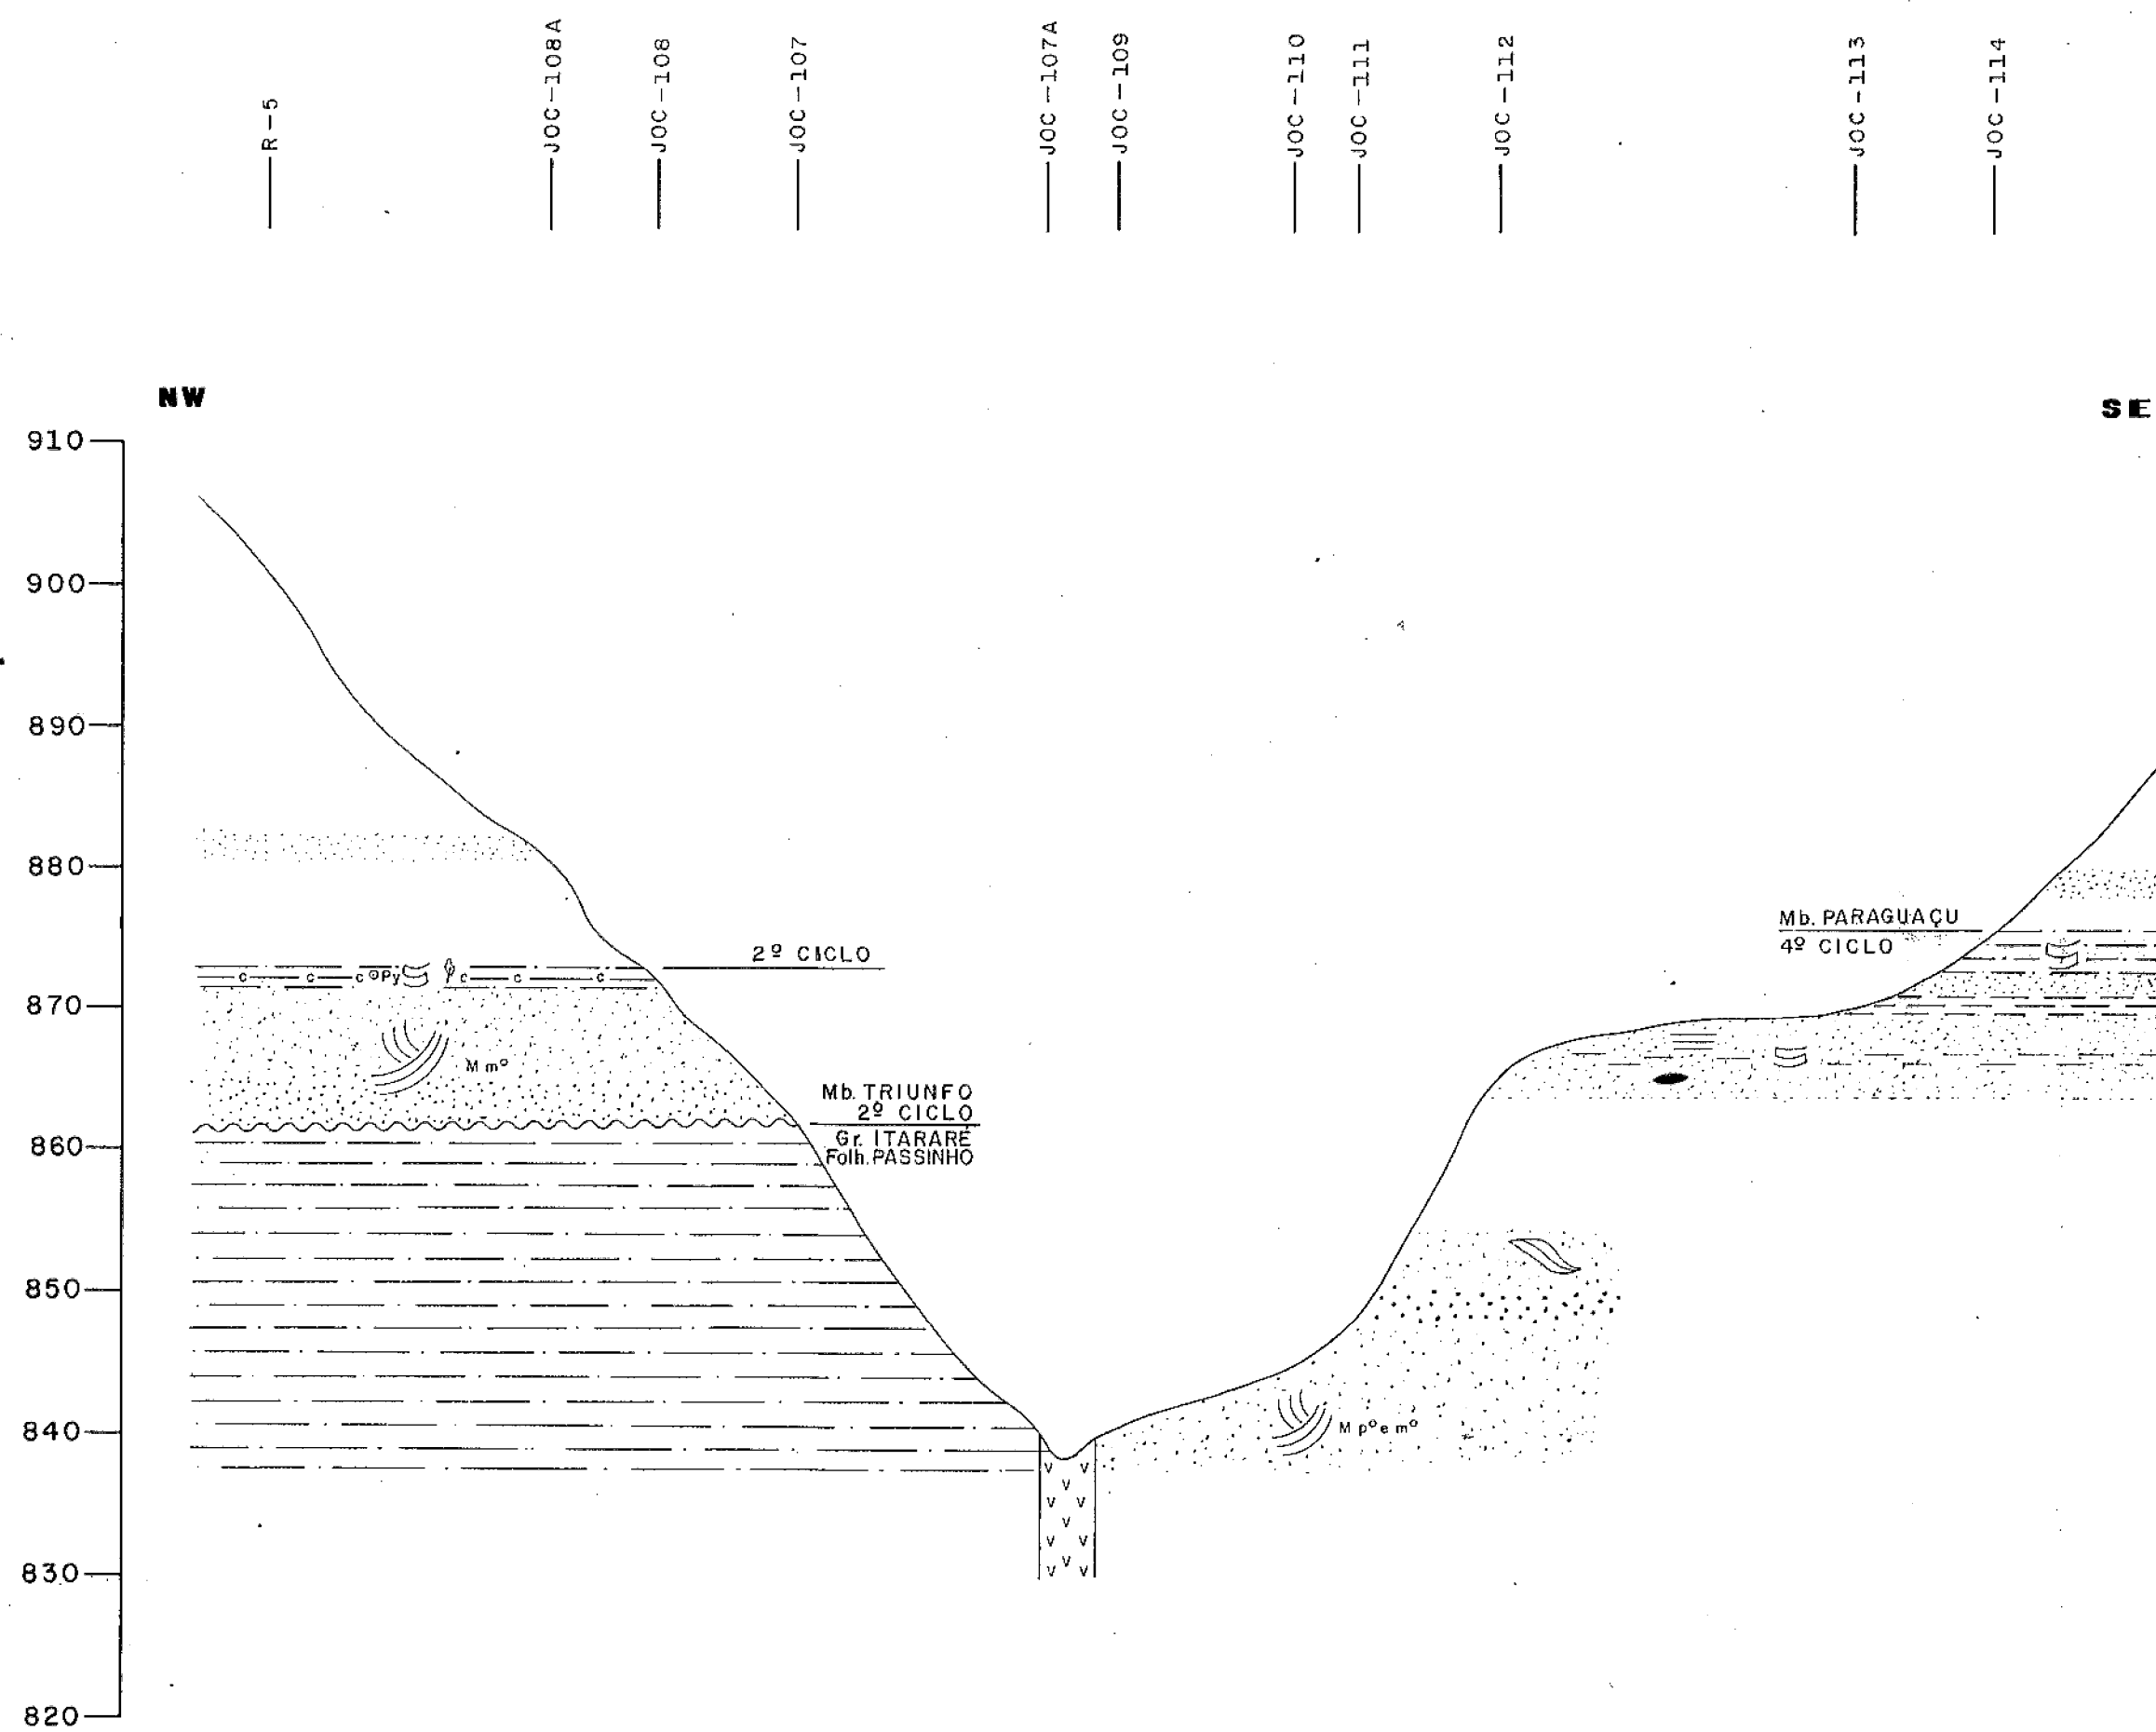 R-5
JOC-108A
JOC-108
JOC-107
JOC-107A
JOC-109
JOC-110
JOC-111
JOC-112
JOC-113
JOC-114
NW
SE
910
900
890
880
870
860
850
840
830
820
2º CICLO
c c c Py c c c
M mº
Mb. TRIUNFO
2º CICLO
Gr. ITARARÉ
Folh. PASSINHO
Mb. PARAGUAÇU
4º CICLO
M pº e mº
v v
v
v v
v
v v
v
v v